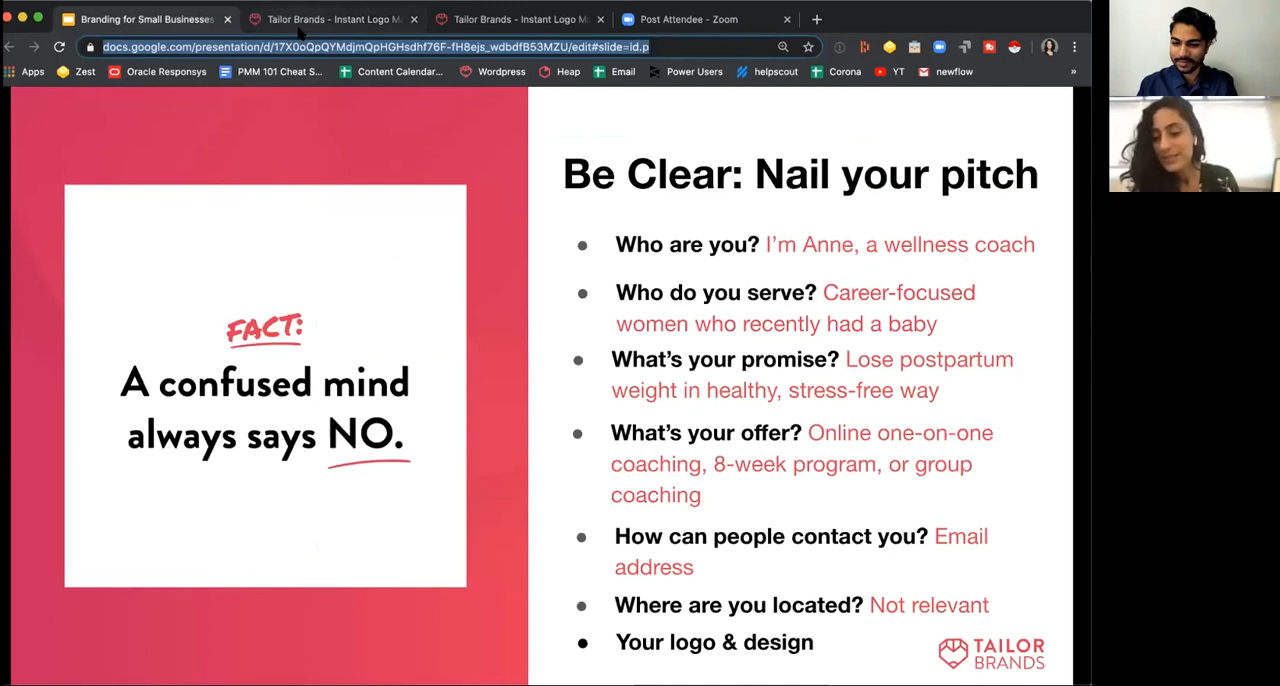 Branding for Small Businesses
Tailor Brands - Instant Logo M
Tailor Brands - Instant Logo M
Post Attendee - Zoom
docs.google.com/presentation/d/17X0oQpQYMdjmQpHGHsdhf76F-fH8ejs_wdbdfB53MZU/edit#slide=id.p
Apps Zest Oracle Responsys PMM 101 Cheat S... Content Calendar... Wordpress Heap Email Power Users helpscout Corona YT newflow »
FACT:
A confused mind
always says NO.
Be Clear: Nail your pitch
• Who are you? I'm Anne, a wellness coach
• Who do you serve? Career-focused
women who recently had a baby
• What's your promise? Lose postpartum
weight in healthy, stress-free way
• What's your offer? Online one-on-one
coaching, 8-week program, or group
coaching
• How can people contact you? Email
address
• Where are you located? Not relevant
• Your logo & design
TAILOR
BRANDS